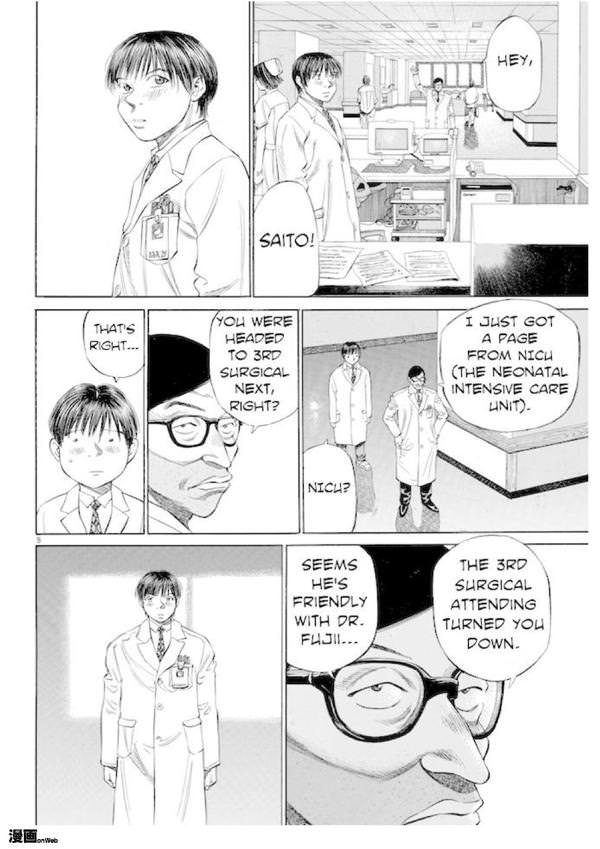 HEY,
SAITO!
I JUST GOT
A PAGE
FROM NICU
(THE NEONATAL
INTENSIVE CARE
UNIT).
NICU?
YOU WERE
HEADED
TO 3RD
SURGICAL
NEXT,
RIGHT?
THAT'S
RIGHT...
THE 3RD
SURGICAL
ATTENDING
TURNED YOU
DOWN.
SEEMS
HE'S
FRIENDLY
WITH DR.
FUJII...
漫画onWeb